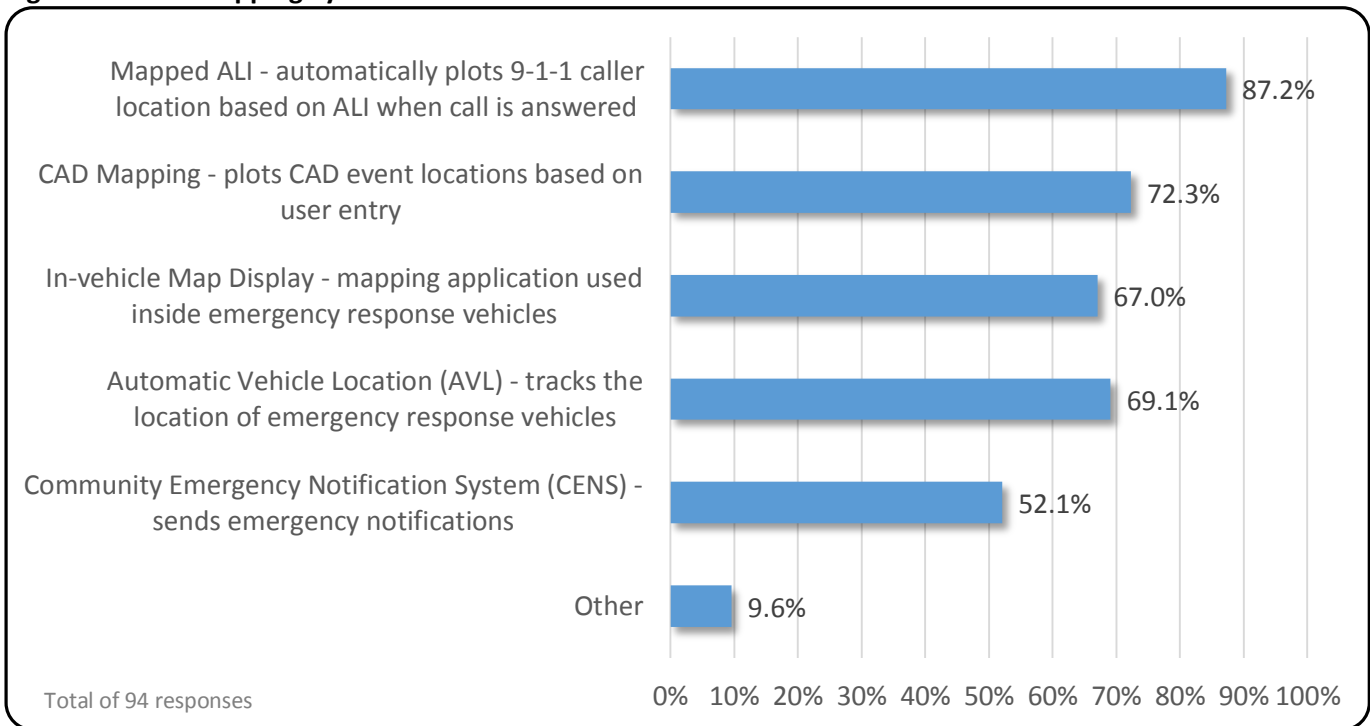 Mapped ALI - automatically plots 9-1-1 caller
location based on ALI when call is answered
87.2%
CAD Mapping - plots CAD event locations based on
user entry
72.3%
In-vehicle Map Display - mapping application used
inside emergency response vehicles
67.0%
Automatic Vehicle Location (AVL) - tracks the
location of emergency response vehicles
69.1%
Community Emergency Notification System (CENS) -
sends emergency notifications
52.1%
Other
9.6%
Total of 94 responses
0% 10% 20% 30% 40% 50% 60% 70% 80% 90% 100%